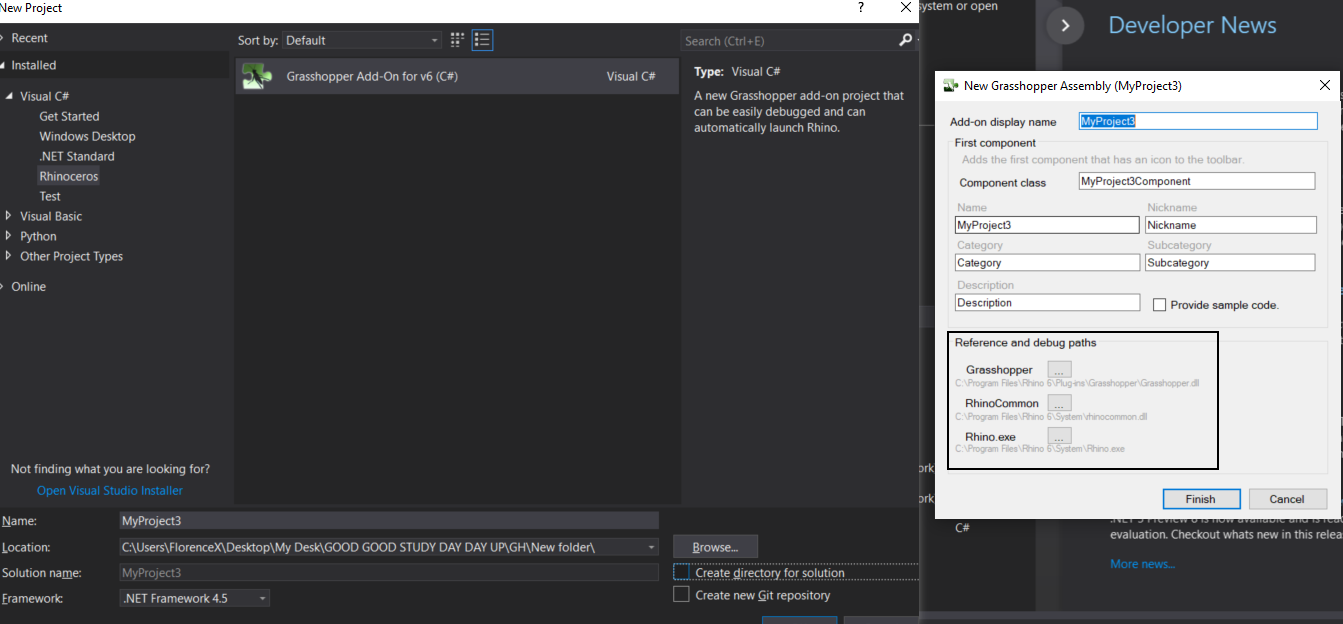 New Project
?
Recent
Installed
Visual C#
Get Started
Windows Desktop
.NET Standard
Rhinoceros
Test
Visual Basic
Python
Other Project Types
Online
Not finding what you are looking for?
Open Visual Studio Installer
Sort by: Default
Search (Ctrl+E)
Grasshopper Add-On for v6 (C#) Visual C#
Type: Visual C#
A new Grasshopper add-on project that
can be easily debugged and can
automatically launch Rhino.
Name: MyProject3
Location: C:\Users\FlorenceX\Desktop\My Desk\GOOD GOOD STUDY DAY DAY UP\GH\New folder\
Browse...
Solution name: MyProject3
Create directory for solution
Framework: .NET Framework 4.5
Create new Git repository
system or open
Developer News
New Grasshopper Assembly (MyProject3)
Add-on display name MyProject3
First component
Adds the first component that has an icon to the toolbar.
Component class MyProject3Component
Name Nickname
MyProject3 Nickname
Category Subcategory
Category Subcategory
Description
Description Provide sample code.
Reference and debug paths
Grasshopper ...
C:\Program Files\Rhino 6\Plug-ins\Grasshopper\Grasshopper.dll
RhinoCommon ...
C:\Program Files\Rhino 6\System\rhinocommon.dll
Rhino.exe ...
C:\Program Files\Rhino 6\System\Rhino.exe
Finish Cancel
C#
.NET 5 Preview 6 is now available and is rea
evaluation. Checkout whats new in this relea
More news...